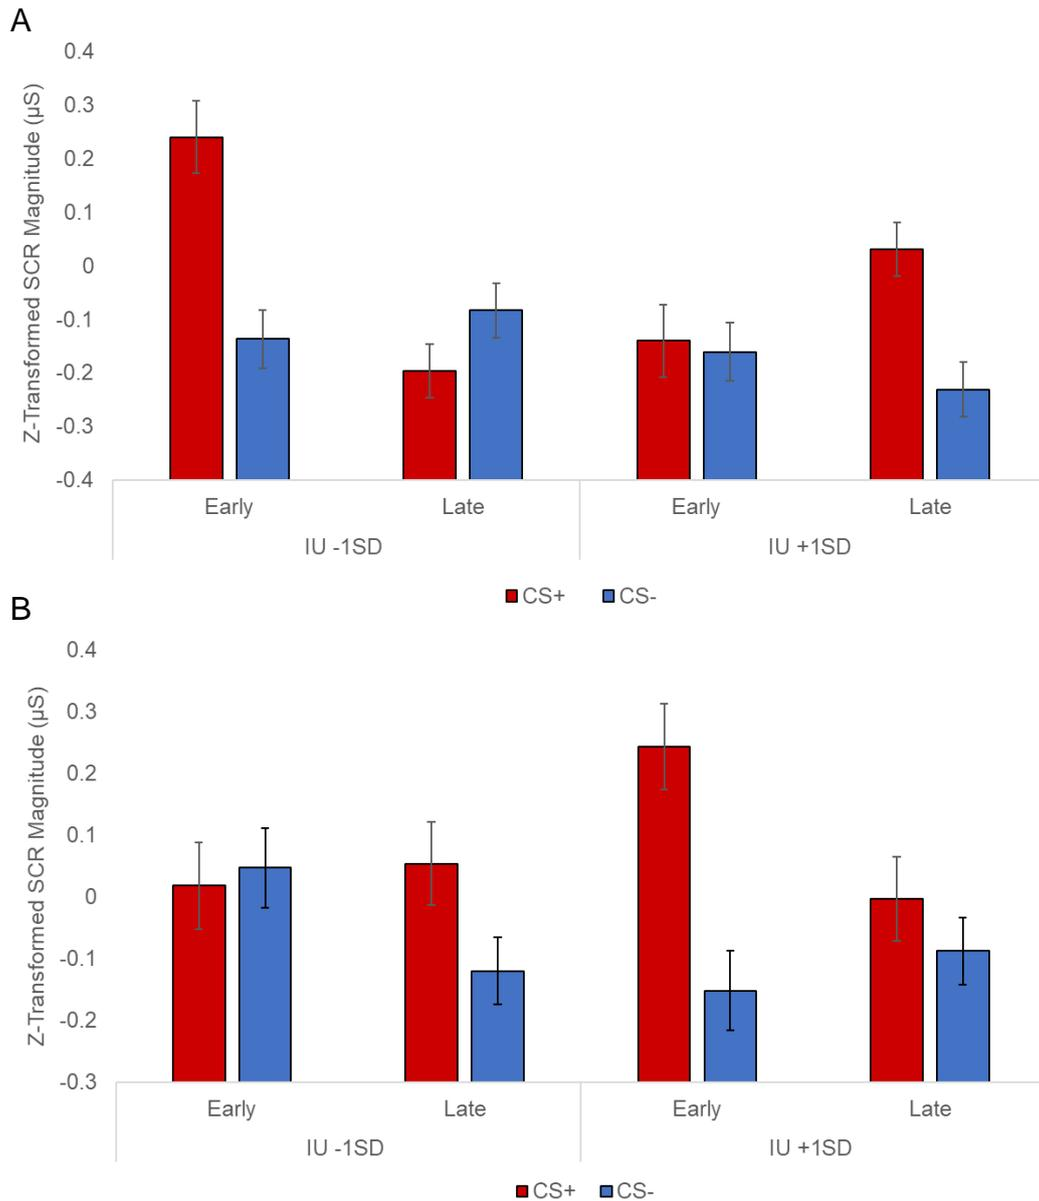 A
Z-Transformed SCR Magnitude (µS)
0.4
0.3
0.2
0.1
0
-0.1
-0.2
-0.3
-0.4
Early Late Early Late
IU -1SD IU +1SD
CS+ CS-
B
Z-Transformed SCR Magnitude (µS)
0.4
0.3
0.2
0.1
0
-0.1
-0.2
-0.3
Early Late Early Late
IU -1SD IU +1SD
CS+ CS-